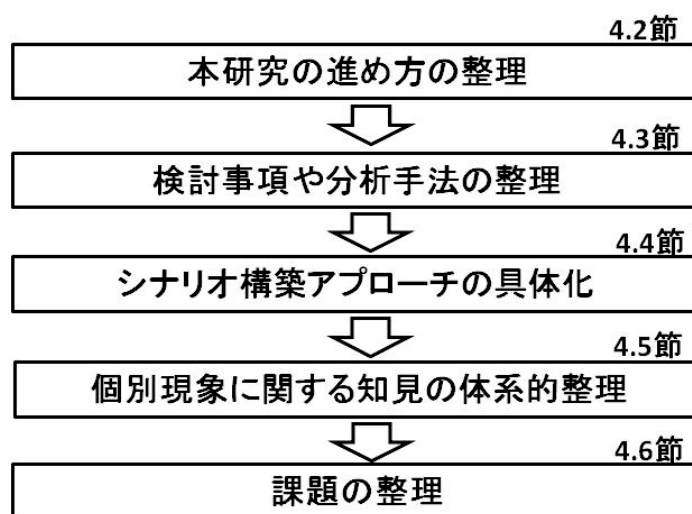 4.2節
本研究の進め方の整理
4.3節
検討事項や分析手法の整理
4.4節
シナリオ構築アプローチの具体化
4.5節
個別現象に関する知見の体系的整理
4.6節
課題の整理